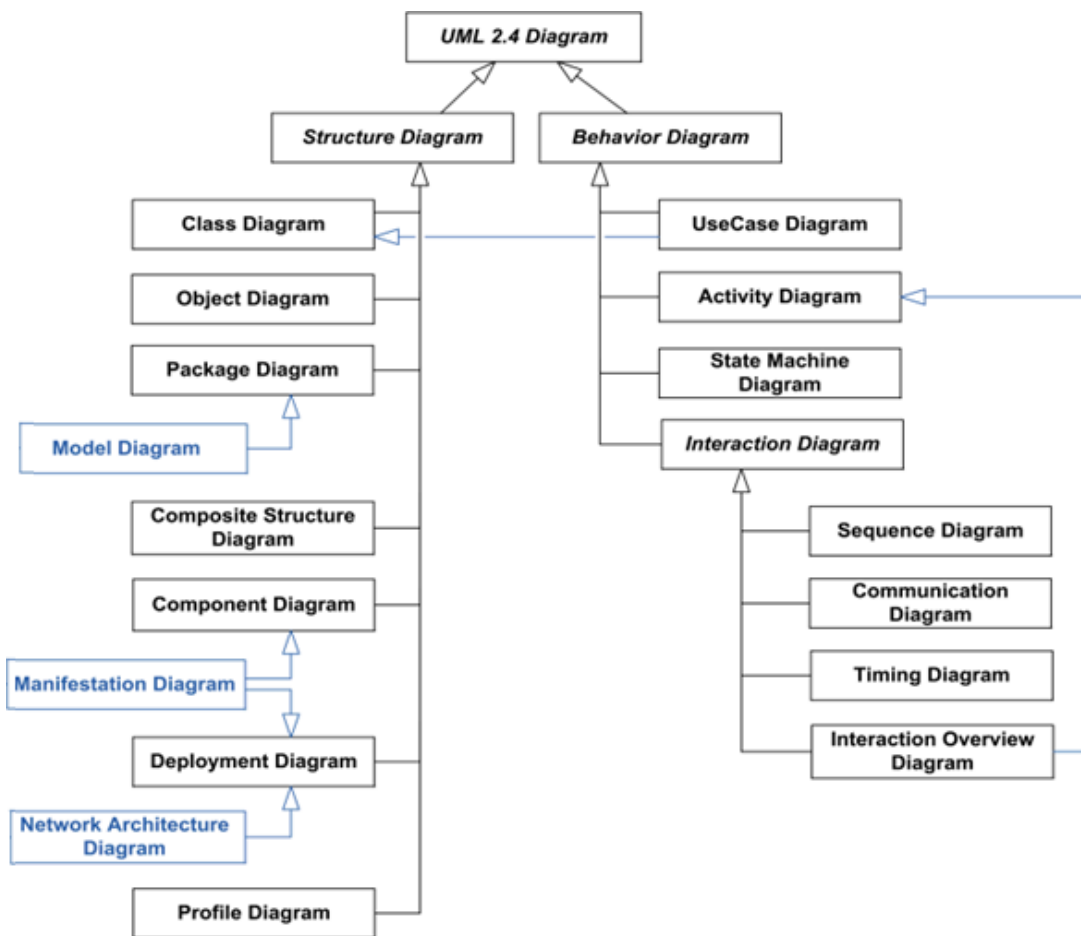 UML 2.4 Diagram
Structure Diagram
Behavior Diagram
Class Diagram
UseCase Diagram
Object Diagram
Activity Diagram
Package Diagram
State Machine
Diagram
Model Diagram
Interaction Diagram
Composite Structure
Diagram
Sequence Diagram
Component Diagram
Communication
Diagram
Manifestation Diagram
Timing Diagram
Deployment Diagram
Interaction Overview
Diagram
Network Architecture
Diagram
Profile Diagram